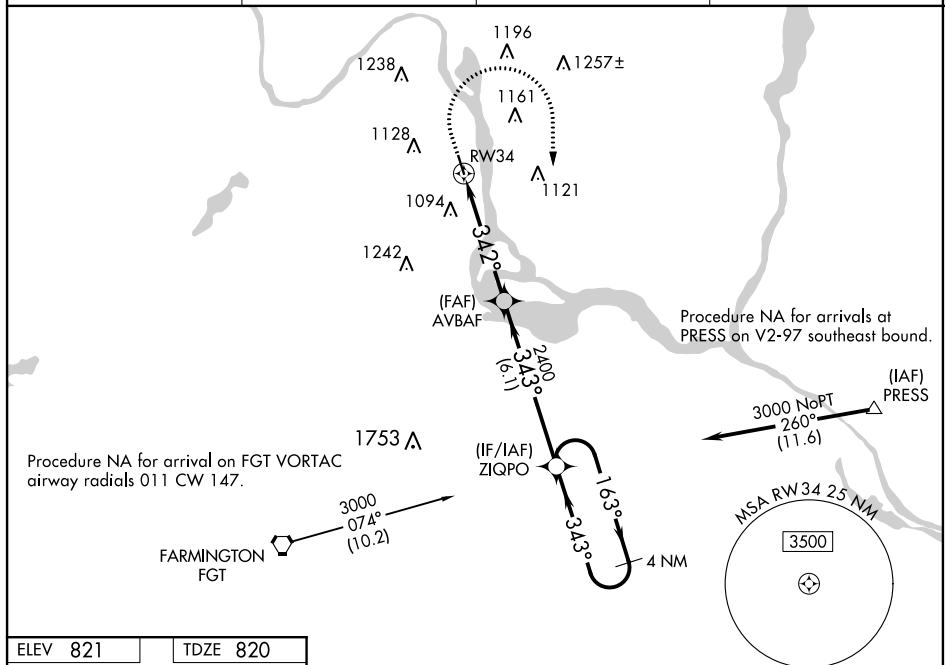 1196
1238
1257±
1161
1128
RW34
1121
1094
342°
1242
(FAF)
AVBAF
Procedure NA for arrivals at
PRESS on V2-97 southeast bound.
2400
343°
(6.1)
(IAF)
PRESS
3000 NoPT
260°
(11.6)
1753
(IF/IAF)
ZIQPO
Procedure NA for arrival on FGT VORTAC
airway radials 011 CW 147.
163°
343°
4 NM
3000
074°
(10.2)
FARMINGTON
FGT
MSA RW34 25 NM
3500
ELEV 821
TDZE 820